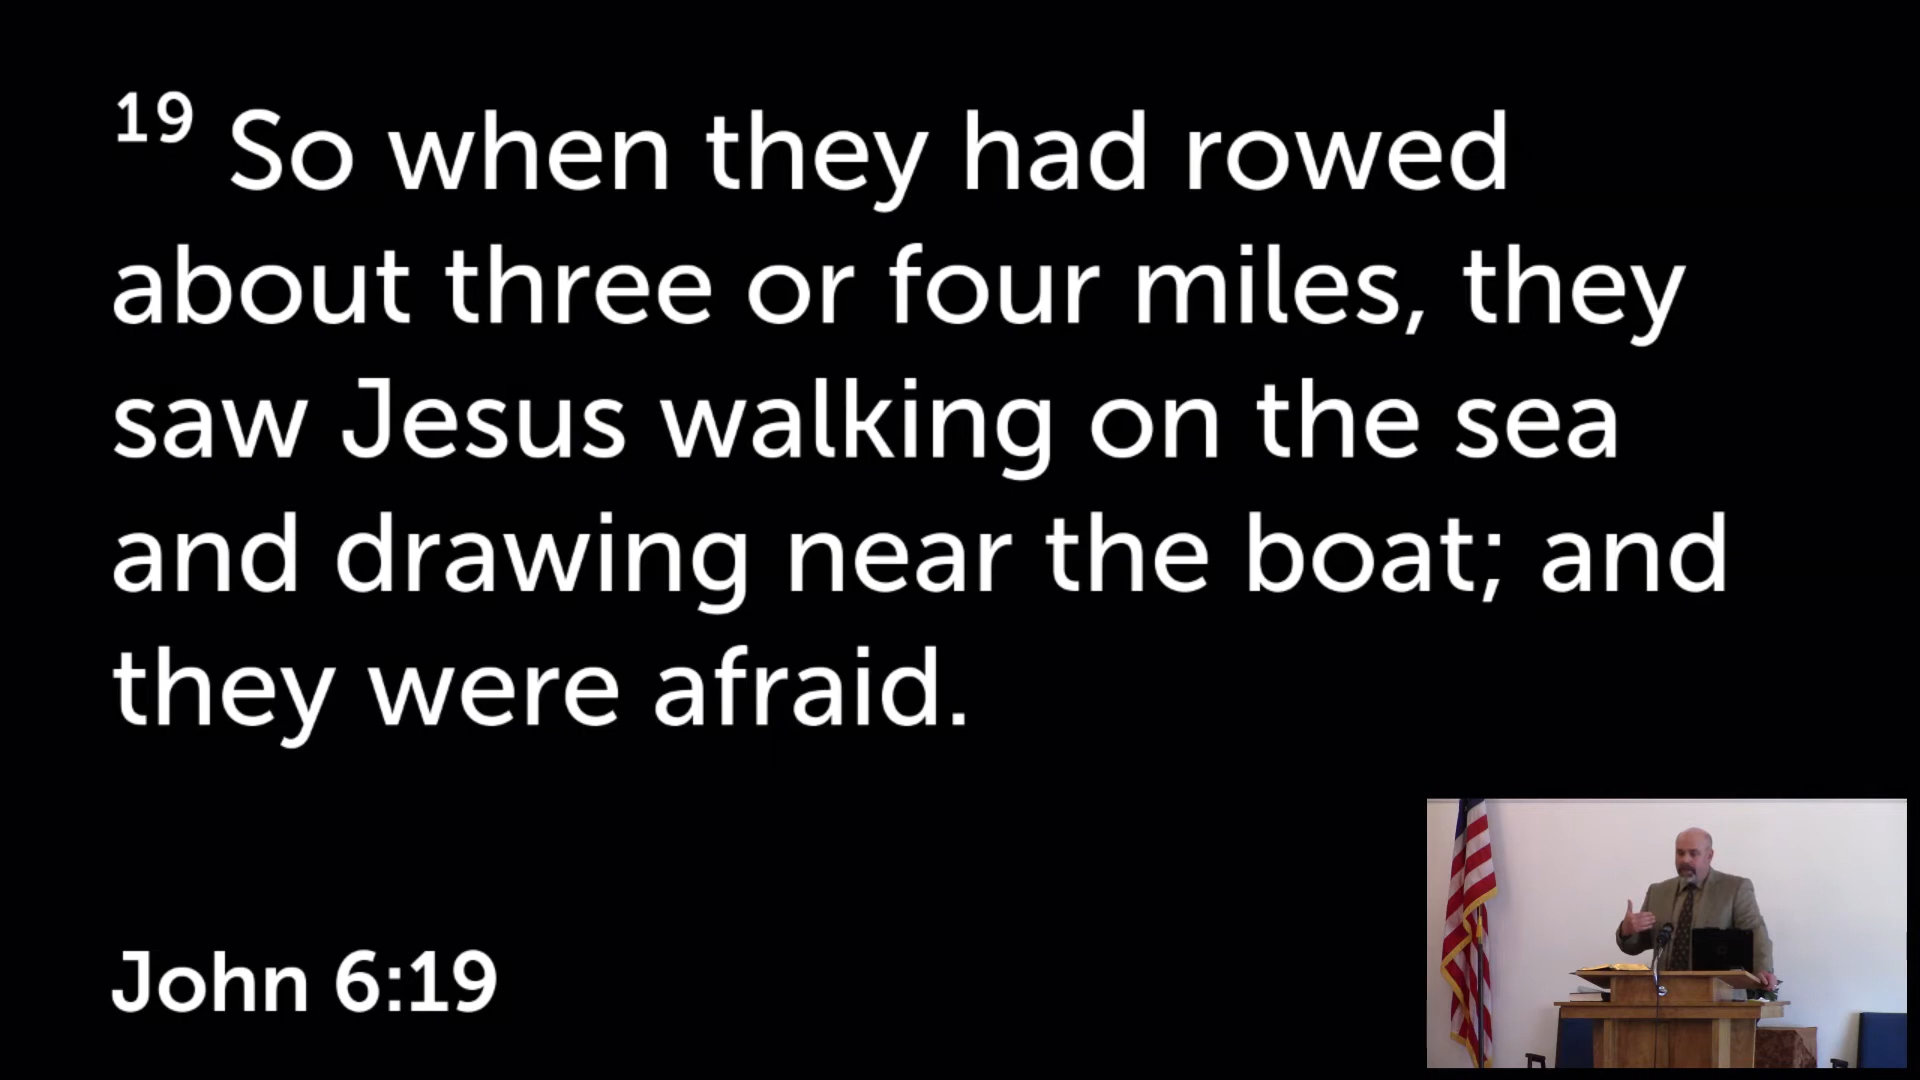 19 So when they had rowed
about three or four miles, they
saw Jesus walking on the sea
and drawing near the boat; and
they were afraid.
John 6:19